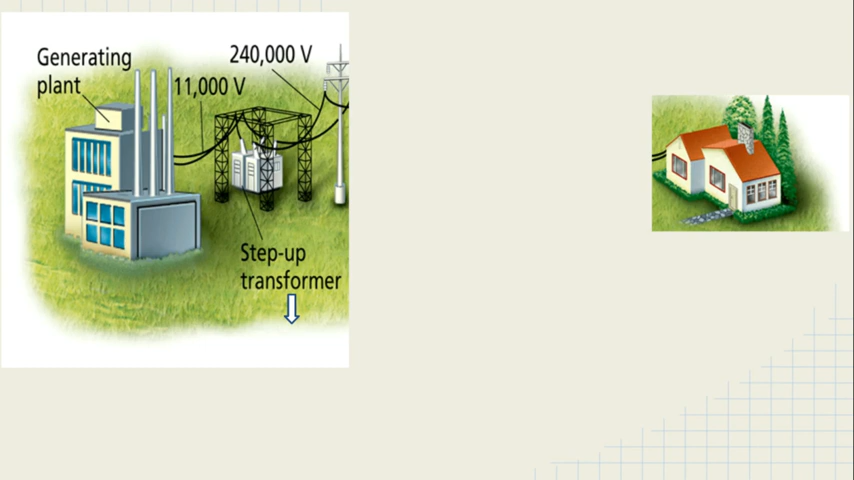 Generating
plant
240,000 V
11,000 V
Step-up
transformer